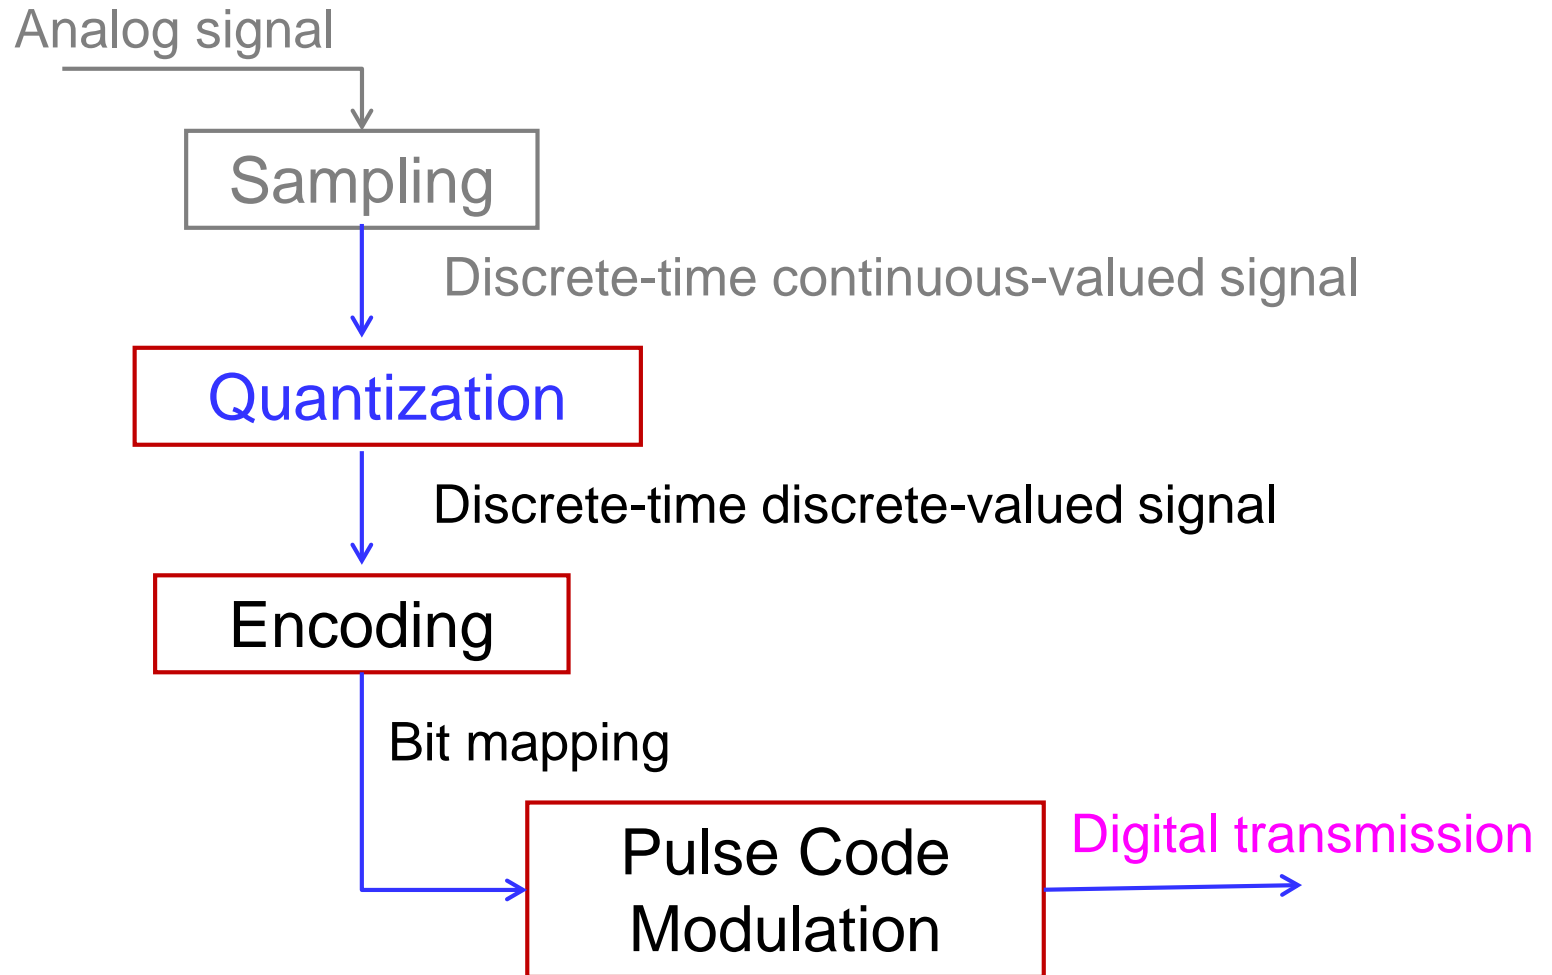 Analog signal
Sampling
Discrete-time continuous-valued signal
Quantization
Discrete-time discrete-valued signal
Encoding
Bit mapping
Pulse Code
Modulation
Digital transmission